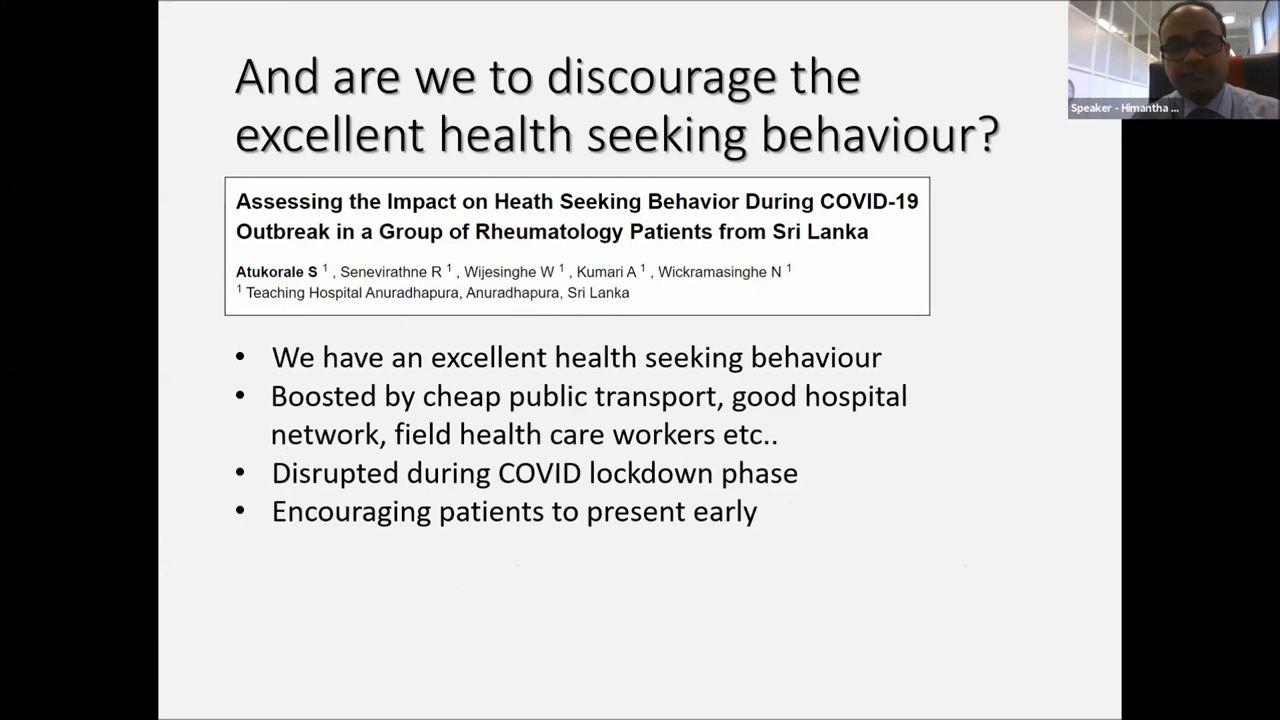 And are we to discourage the
excellent health seeking behaviour?
Speaker - Himantha ...
Assessing the Impact on Heath Seeking Behavior During COVID-19
Outbreak in a Group of Rheumatology Patients from Sri Lanka
Atukorale S 1 , Senevirathne R 1 , Wijesinghe W 1 , Kumari A 1 , Wickramasinghe N 1
1 Teaching Hospital Anuradhapura, Anuradhapura, Sri Lanka
• We have an excellent health seeking behaviour
• Boosted by cheap public transport, good hospital
network, field health care workers etc..
• Disrupted during COVID lockdown phase
• Encouraging patients to present early